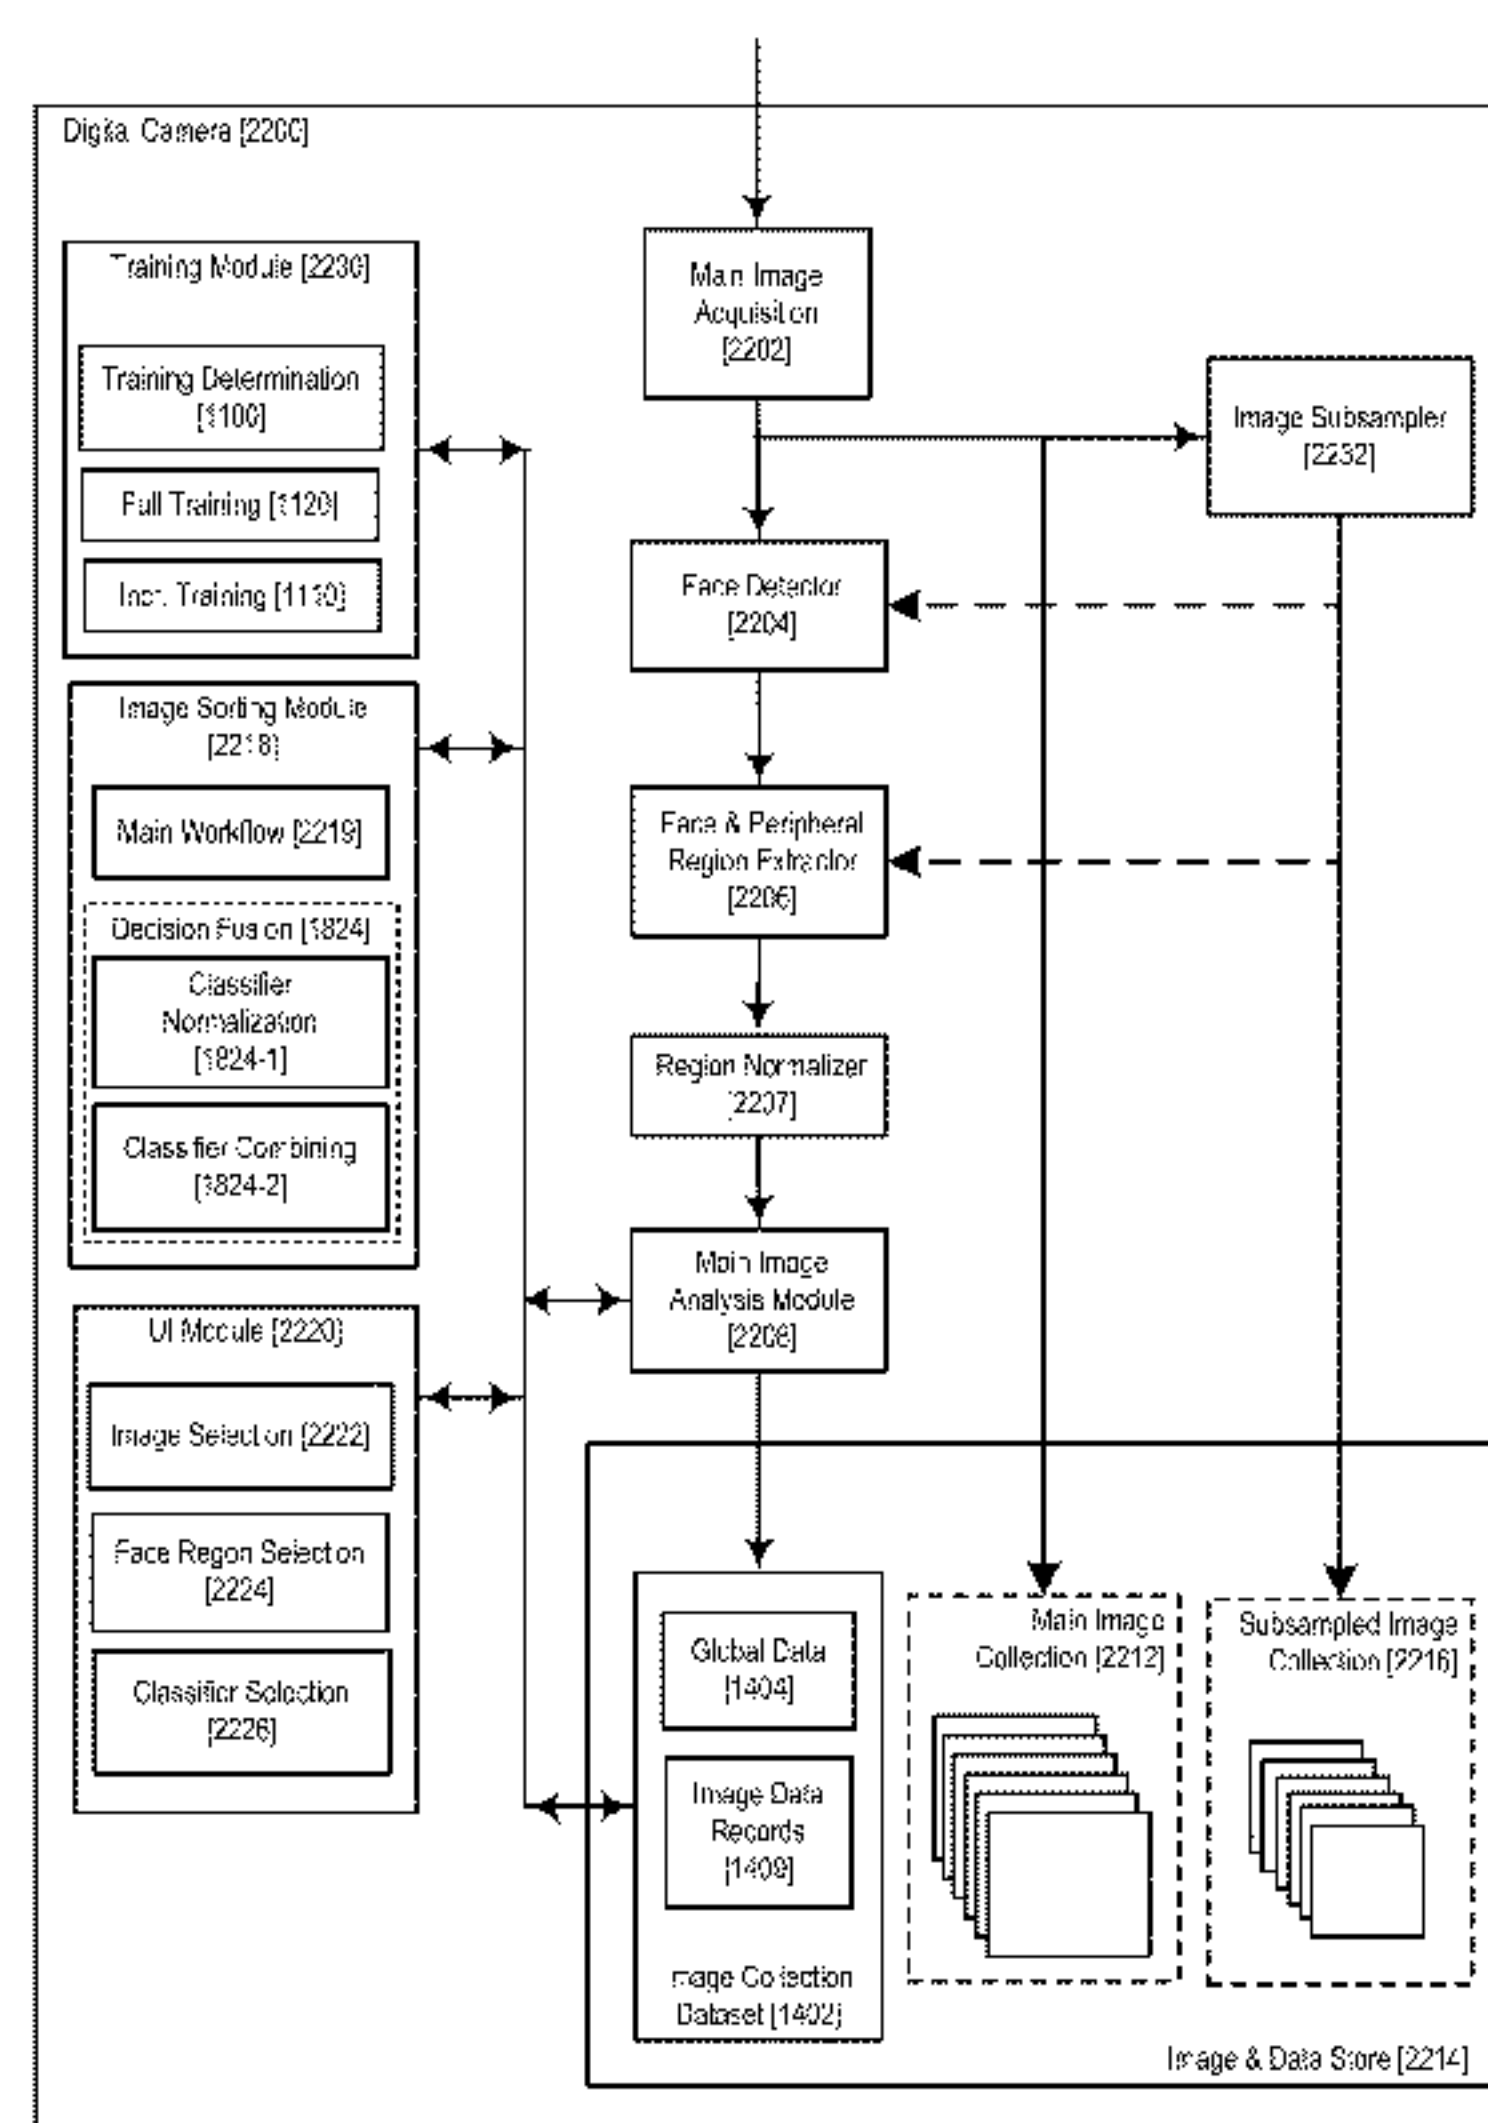 Digital Camera [2200]
Training Module [2230]
Training Determination
[1100]
Full Training [1120]
Incr. Training [1130]
Image Sorting Module
[2218]
Main Workflow [2219]
Decision Fusion [1824]
Classifier
Normalization
[1824-1]
Classifier Combining
[1824-2]
UI Module [2220]
Image Selection [2222]
Face Regon Selection
[2224]
Classifier Selection
[2226]
Main Image
Acquisition
[2202]
Image Subsampler
[2232]
Face Detector
[2204]
Face & Peripheral
Region Extractor
[2206]
Region Normalizer
[2207]
Main Image
Analysis Module
[2208]
Global Data
[1404]
Image Data
Records
[1409]
Image Collection
Dataset [1402]
Main Image
Collection [2212]
Subsampled Image
Collection [2216]
Image & Data Store [2214]